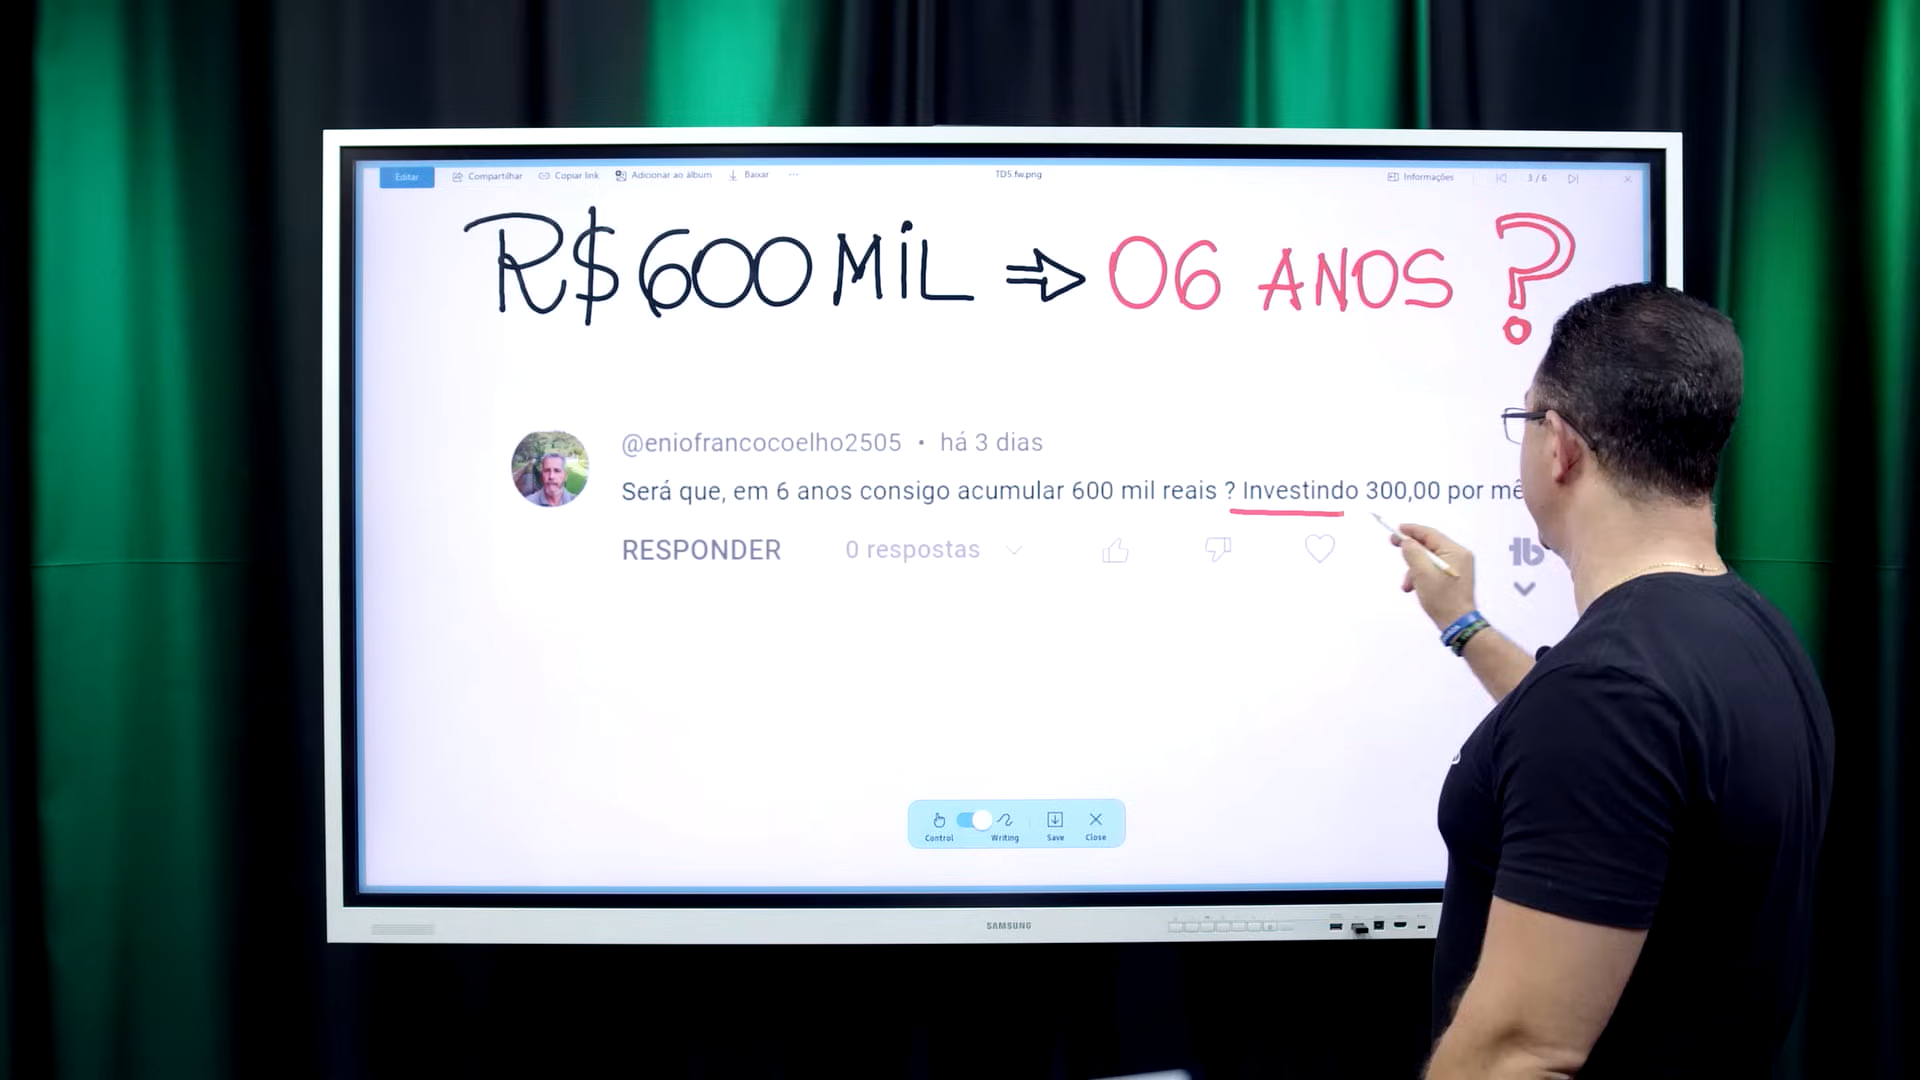 Editar Compartilhar Copiar link Adicionar ao álbum Baixar ... TD5.fw.png Informações 3 / 6
R$ 600 MiL ⇒ 06 ANOS ?
@eniofrancocoelho2505 • há 3 dias
Será que, em 6 anos consigo acumular 600 mil reais ? Investindo 300,00 por mê
RESPONDER 0 respostas
Control Writing Save Close
SAMSUNG